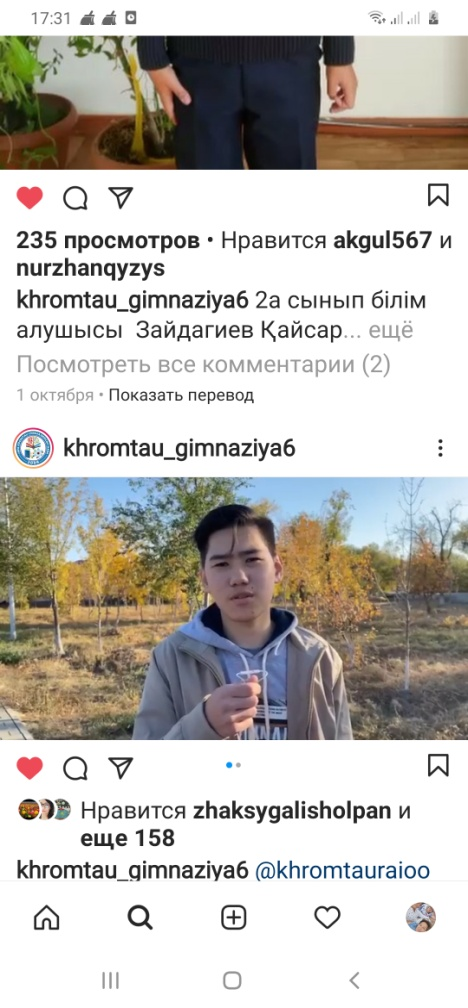 17:31
235 просмотров • Нравится akgul567 и
nurzhanqyzys
khromtau_gimnaziya6 2а сынып білім
алушысы Зайдагиев Қайсар... ещё
Посмотреть все комментарии (2)
1 октября • Показать перевод
khromtau_gimnaziya6
Нравится zhaksygalisholpan и
еще 158
khromtau_gimnaziya6 @khromtauraioo